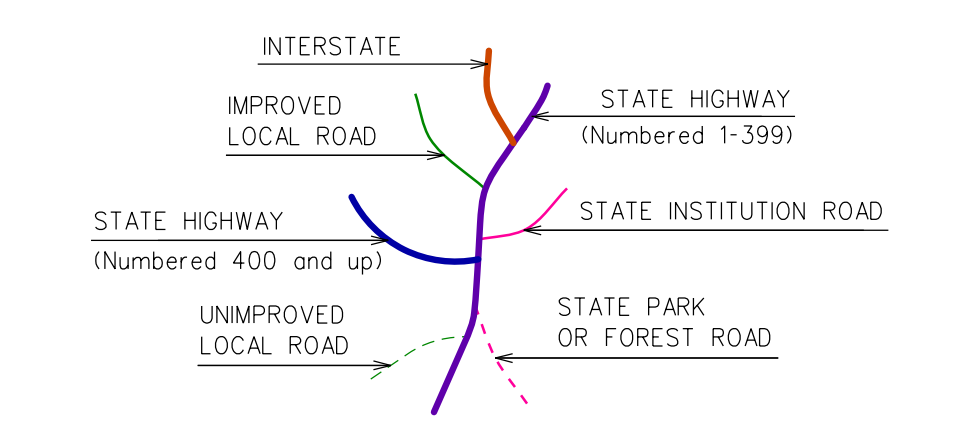 INTERSTATE
IMPROVED
LOCAL ROAD
STATE HIGHWAY
(Numbered 1-399)
STATE HIGHWAY
(Numbered 400 and up)
STATE INSTITUTION ROAD
UNIMPROVED
LOCAL ROAD
STATE PARK
OR FOREST ROAD